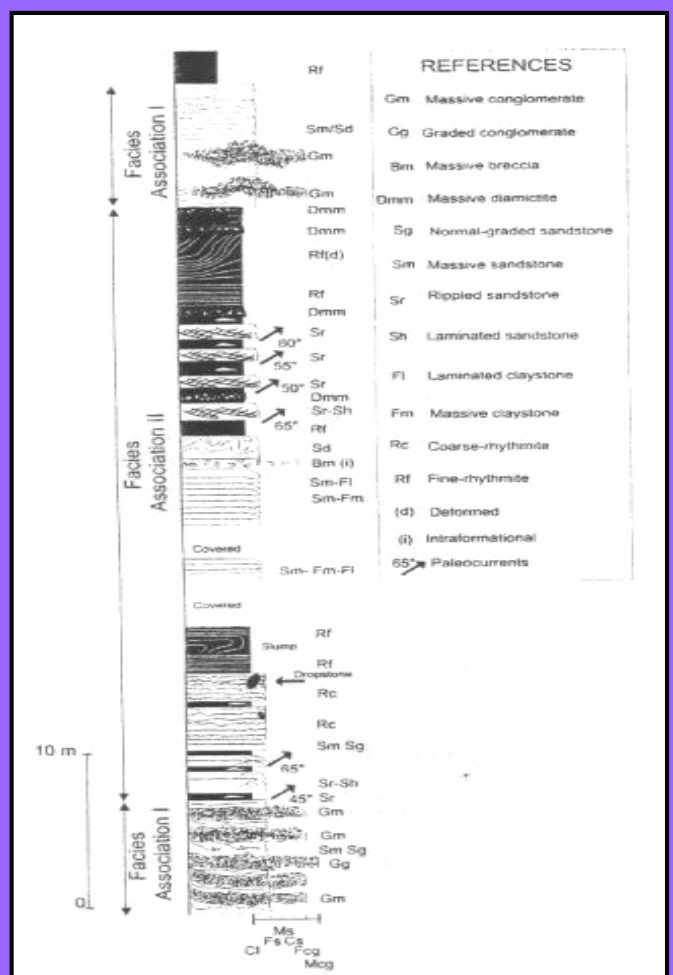 Rf
Facies
Association I
Sm/Sd
Gm
Gm
Facies
Association II
Dmm
Dmm
Rf(d)
Rf
Dmm
Sr
60°
Sr
55°
Sr
50°
Dmm
Sr-Sh
65°
Rf
Sd
Bm (i)
Sm-Fl
Sm-Fm
Covered
Sm- Fm-Fl
Covered
Rf
Slump
Rf
Dropstone
Rc
Rc
10 m
Sm Sg
65°
Sr-Sh
45°
Sr
Facies
Association I
Gm
Gm
Sm Sg
Gg
0
Gm
Ms
Fs Cs
Cl Fcg
Mcg
REFERENCES
Gm Massive conglomerate
Gg Graded conglomerate
Bm Massive breccia
Dmm Massive diamictite
Sg Normal-graded sandstone
Sm Massive sandstone
Sr Rippled sandstone
Sh Laminated sandstone
Fl Laminated claystone
Fm Massive claystone
Rc Coarse-rhythmite
Rf Fine-rhythmite
(d) Deformed
(i) Intraformational
65° Paleocurrents